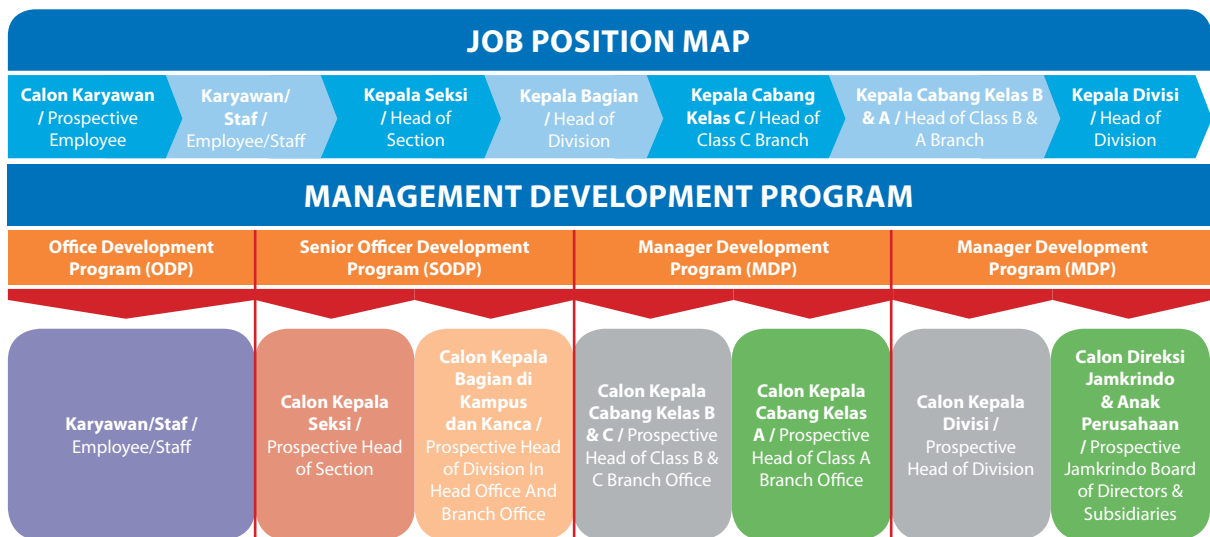 JOB POSITION MAP
Calon Karyawan
/ Prospective
Employee
Karyawan/
Staf /
Employee/Staff
Kepala Seksi
/ Head of
Section
Kepala Bagian
/ Head of
Division
Kepala Cabang
Kelas C / Head of
Class C Branch
Kepala Cabang Kelas B
& A / Head of Class B &
A Branch
Kepala Divisi
/ Head of
Division
MANAGEMENT DEVELOPMENT PROGRAM
Office Development
Program (ODP)
Senior Officer Development
Program (SODP)
Manager Development
Program (MDP)
Manager Development
Program (MDP)
Karyawan/Staf /
Employee/Staff
Calon Kepala
Seksi /
Prospective Head
of Section
Calon Kepala
Bagian di
Kampus
dan Kanca /
Prospective Head
of Division In
Head Office And
Branch Office
Calon Kepala
Cabang Kelas B
& C / Prospective
Head of Class B &
C Branch Office
Calon Kepala
Cabang Kelas
A / Prospective
Head of Class A
Branch Office
Calon Kepala
Divisi /
Prospective
Head of Division
Calon Direksi
Jamkrindo
& Anak
Perusahaan
/ Prospective
Jamkrindo Board
of Directors &
Subsidiaries